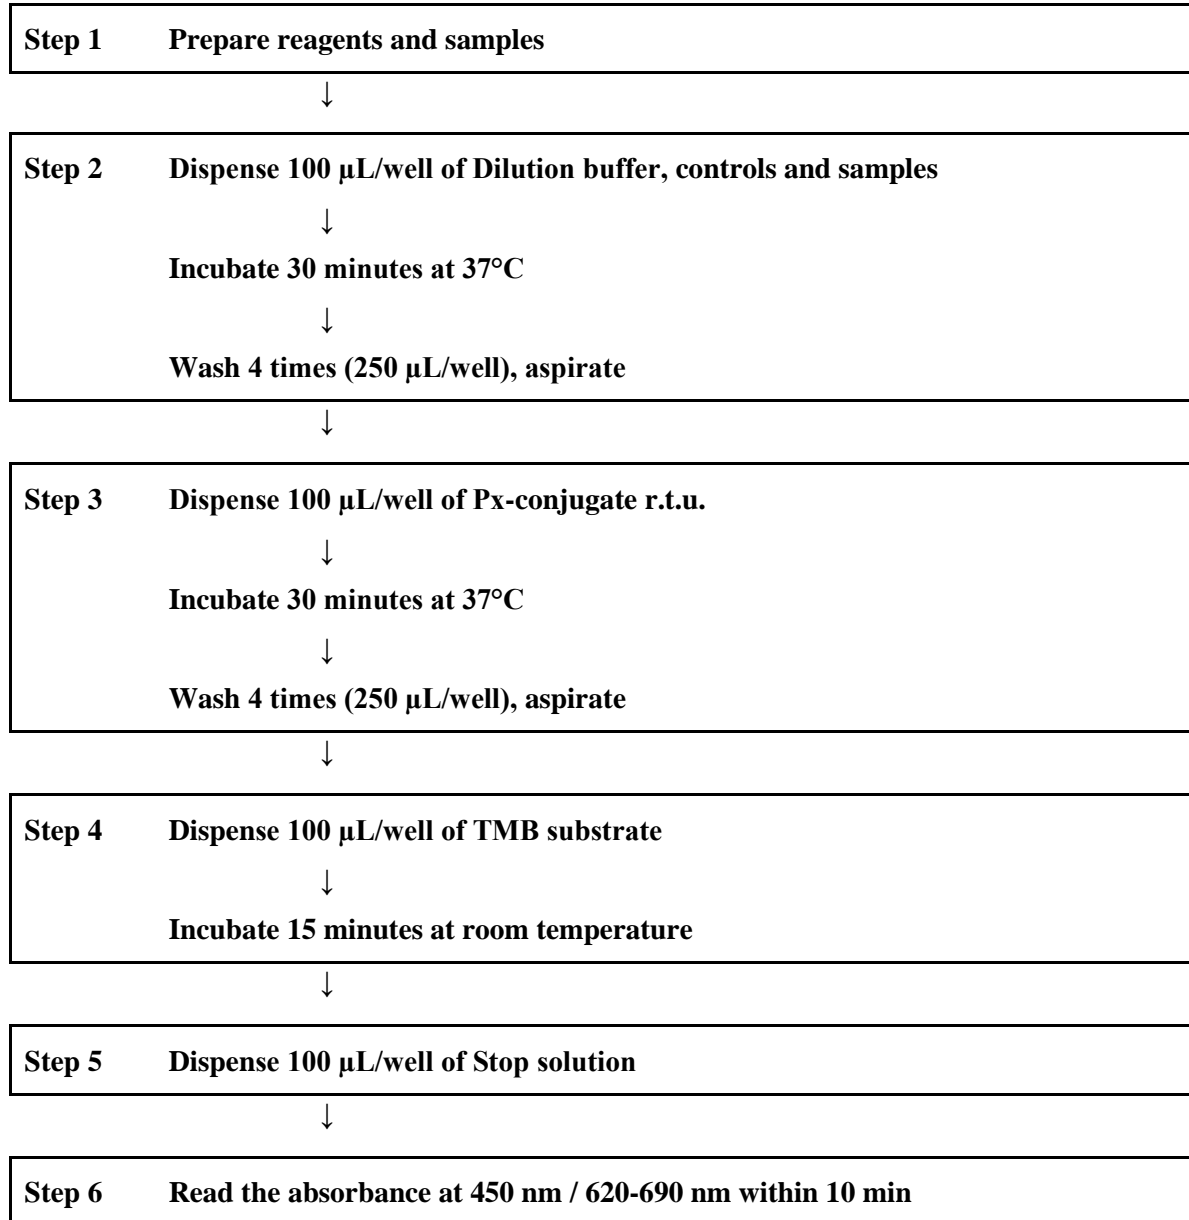 Step 1 Prepare reagents and samples
↓
Step 2 Dispense 100 µL/well of Dilution buffer, controls and samples
↓
Incubate 30 minutes at 37°C
↓
Wash 4 times (250 µL/well), aspirate
↓
Step 3 Dispense 100 µL/well of Px-conjugate r.t.u.
↓
Incubate 30 minutes at 37°C
↓
Wash 4 times (250 µL/well), aspirate
↓
Step 4 Dispense 100 µL/well of TMB substrate
↓
Incubate 15 minutes at room temperature
↓
Step 5 Dispense 100 µL/well of Stop solution
↓
Step 6 Read the absorbance at 450 nm / 620-690 nm within 10 min